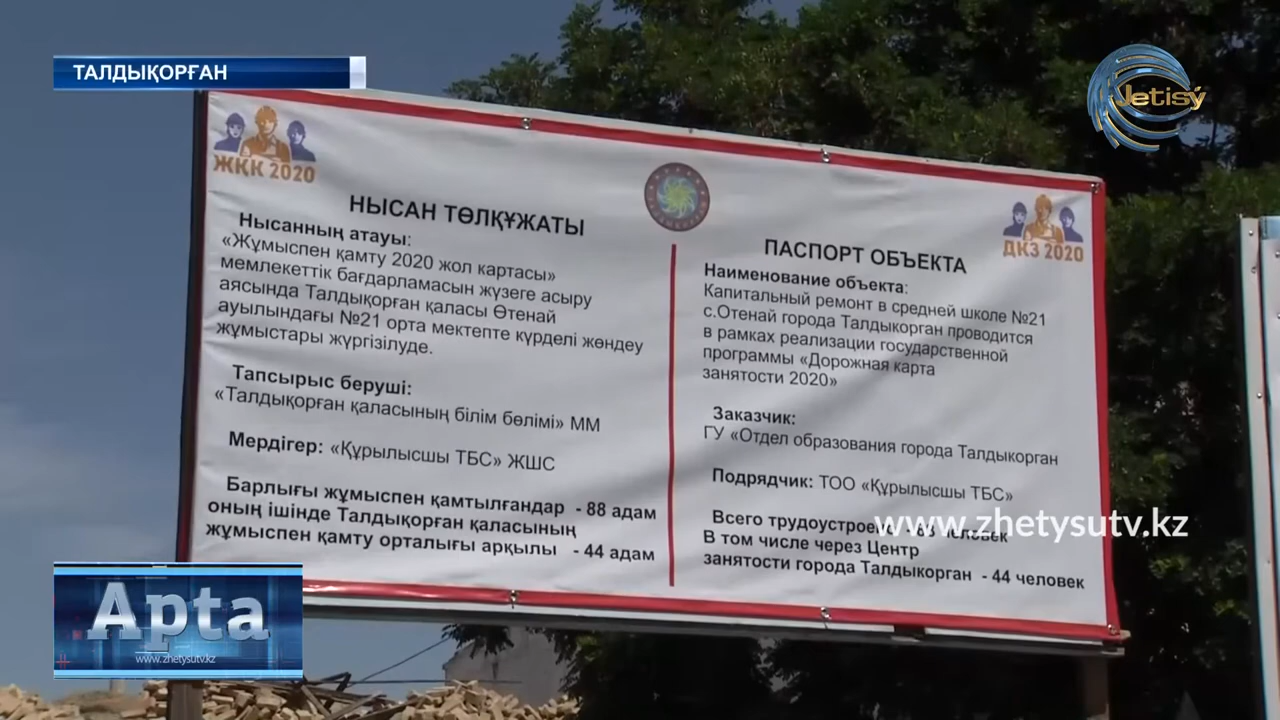 ТАЛДЫҚОРҒАН
Jetisý
ЖҚК 2020
НЫСАН ТӨЛҚҰЖАТЫ
Нысанның атауы:
«Жұмыспен қамту 2020 жол картасы»
мемлекеттік бағдарламасын жүзеге асыру
аясында Талдықорған қаласы Өтенай
ауылындағы №21 орта мектепте күрделі жөндеу
жұмыстары жүргізілуде.
Тапсырыс беруші:
«Талдықорған қаласының білім бөлімі» ММ
Мердігер: «Құрылысшы ТБС» ЖШС
Барлығы жұмыспен қамтылғандар - 88 адам
оның ішінде Талдықорған қаласының
жұмыспен қамту орталығы арқылы - 44 адам
ДКЗ 2020
ПАСПОРТ ОБЪЕКТА
Наименование объекта:
Капитальный ремонт в средней школе №21
с.Отенай города Талдыкорган проводится
в рамках реализации государственной
программы «Дорожная карта
занятости 2020»
Заказчик:
ГУ «Отдел образования города Талдыкорган
Подрядчик: ТОО «Құрылысшы ТБС»
Всего трудоустроено человек
В том числе через Центр
занятости города Талдыкорган - 44 человек
www.zhetysutv.kz
Apta
www.zhetysutv.kz